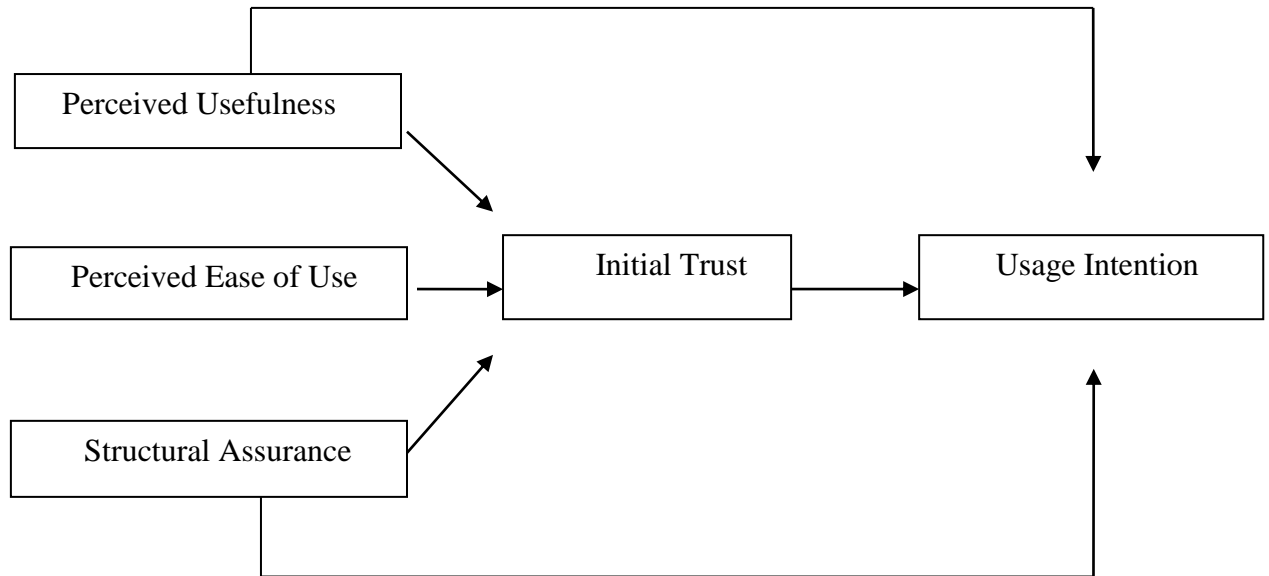 Perceived Usefulness
Perceived Ease of Use
Initial Trust
Usage Intention
Structural Assurance